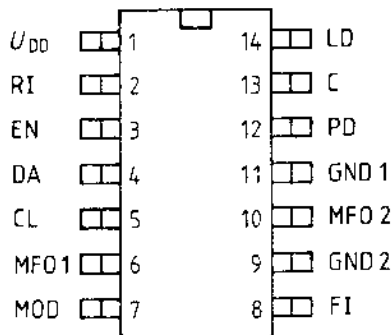 U_DD 1 14 LD
RI 2 13 C
EN 3 12 PD
DA 4 11 GND 1
CL 5 10 MFO 2
MFO 1 6 9 GND 2
MOD 7 8 FI